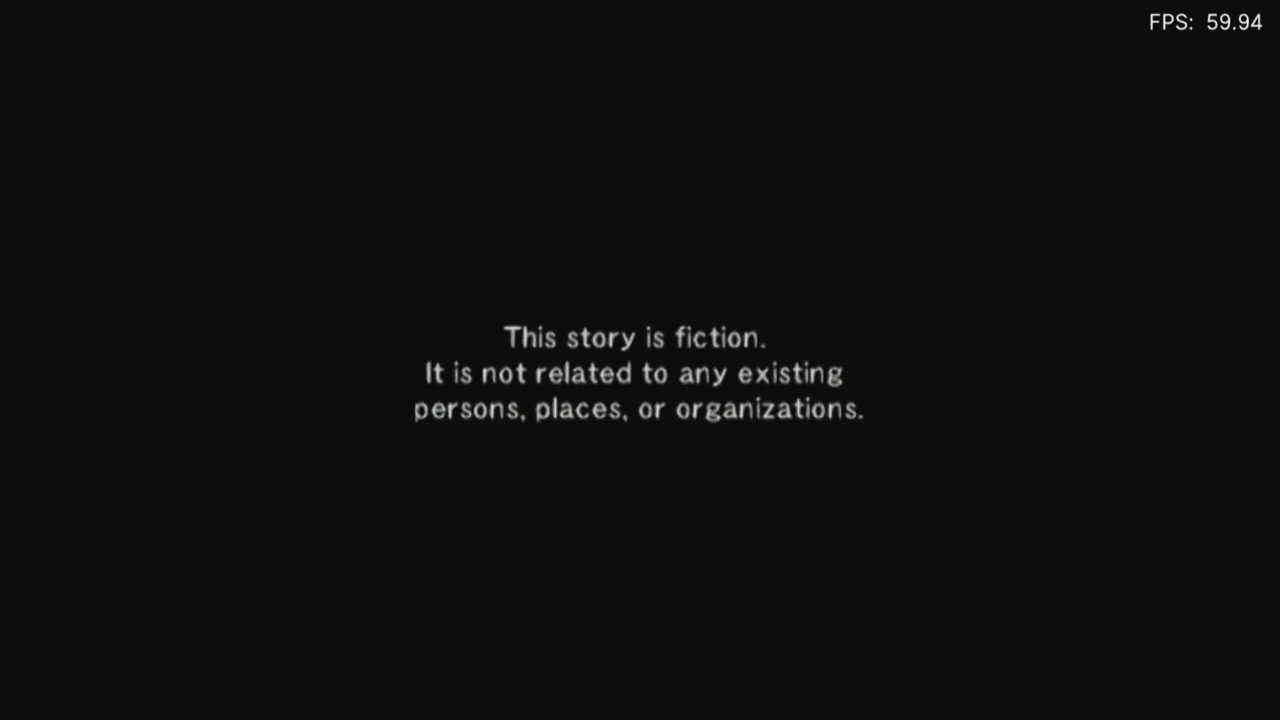 FPS: 59.94
This story is fiction.
It is not related to any existing
persons, places, or organizations.